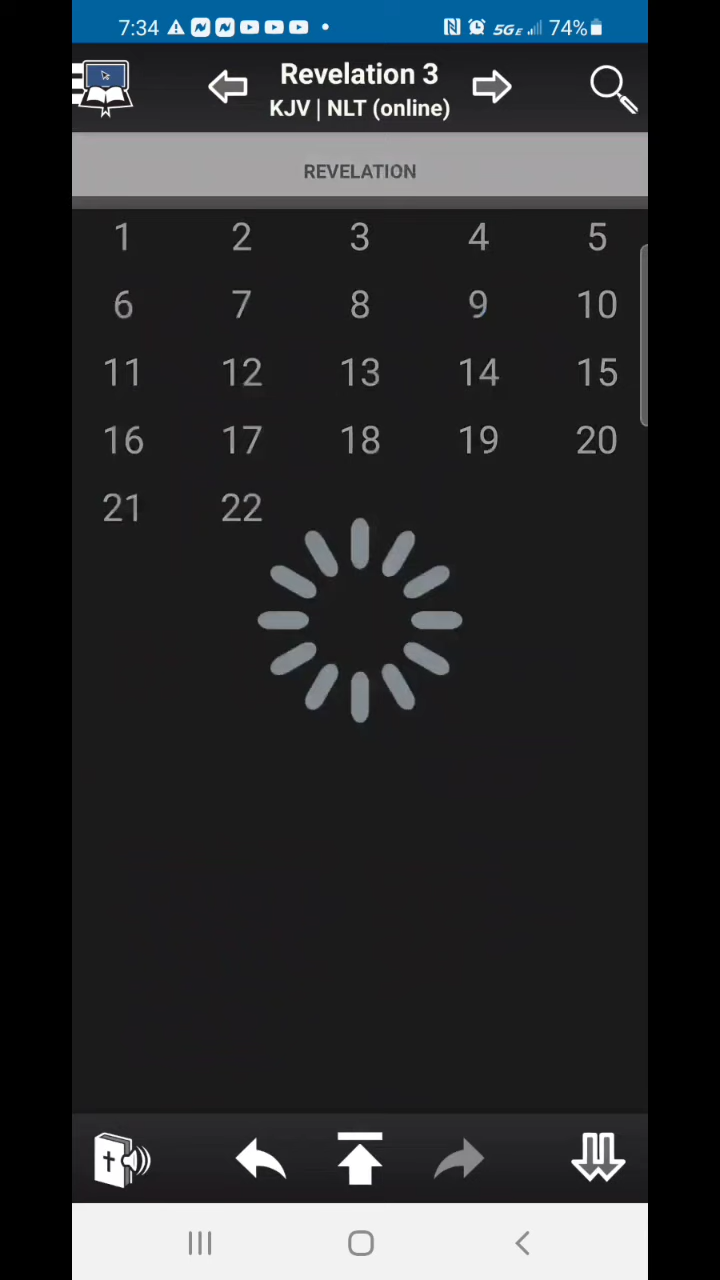 7:34 5GE 74%
Revelation 3
KJV | NLT (online)
REVELATION
1 2 3 4 5
6 7 8 9 10
11 12 13 14 15
16 17 18 19 20
21 22